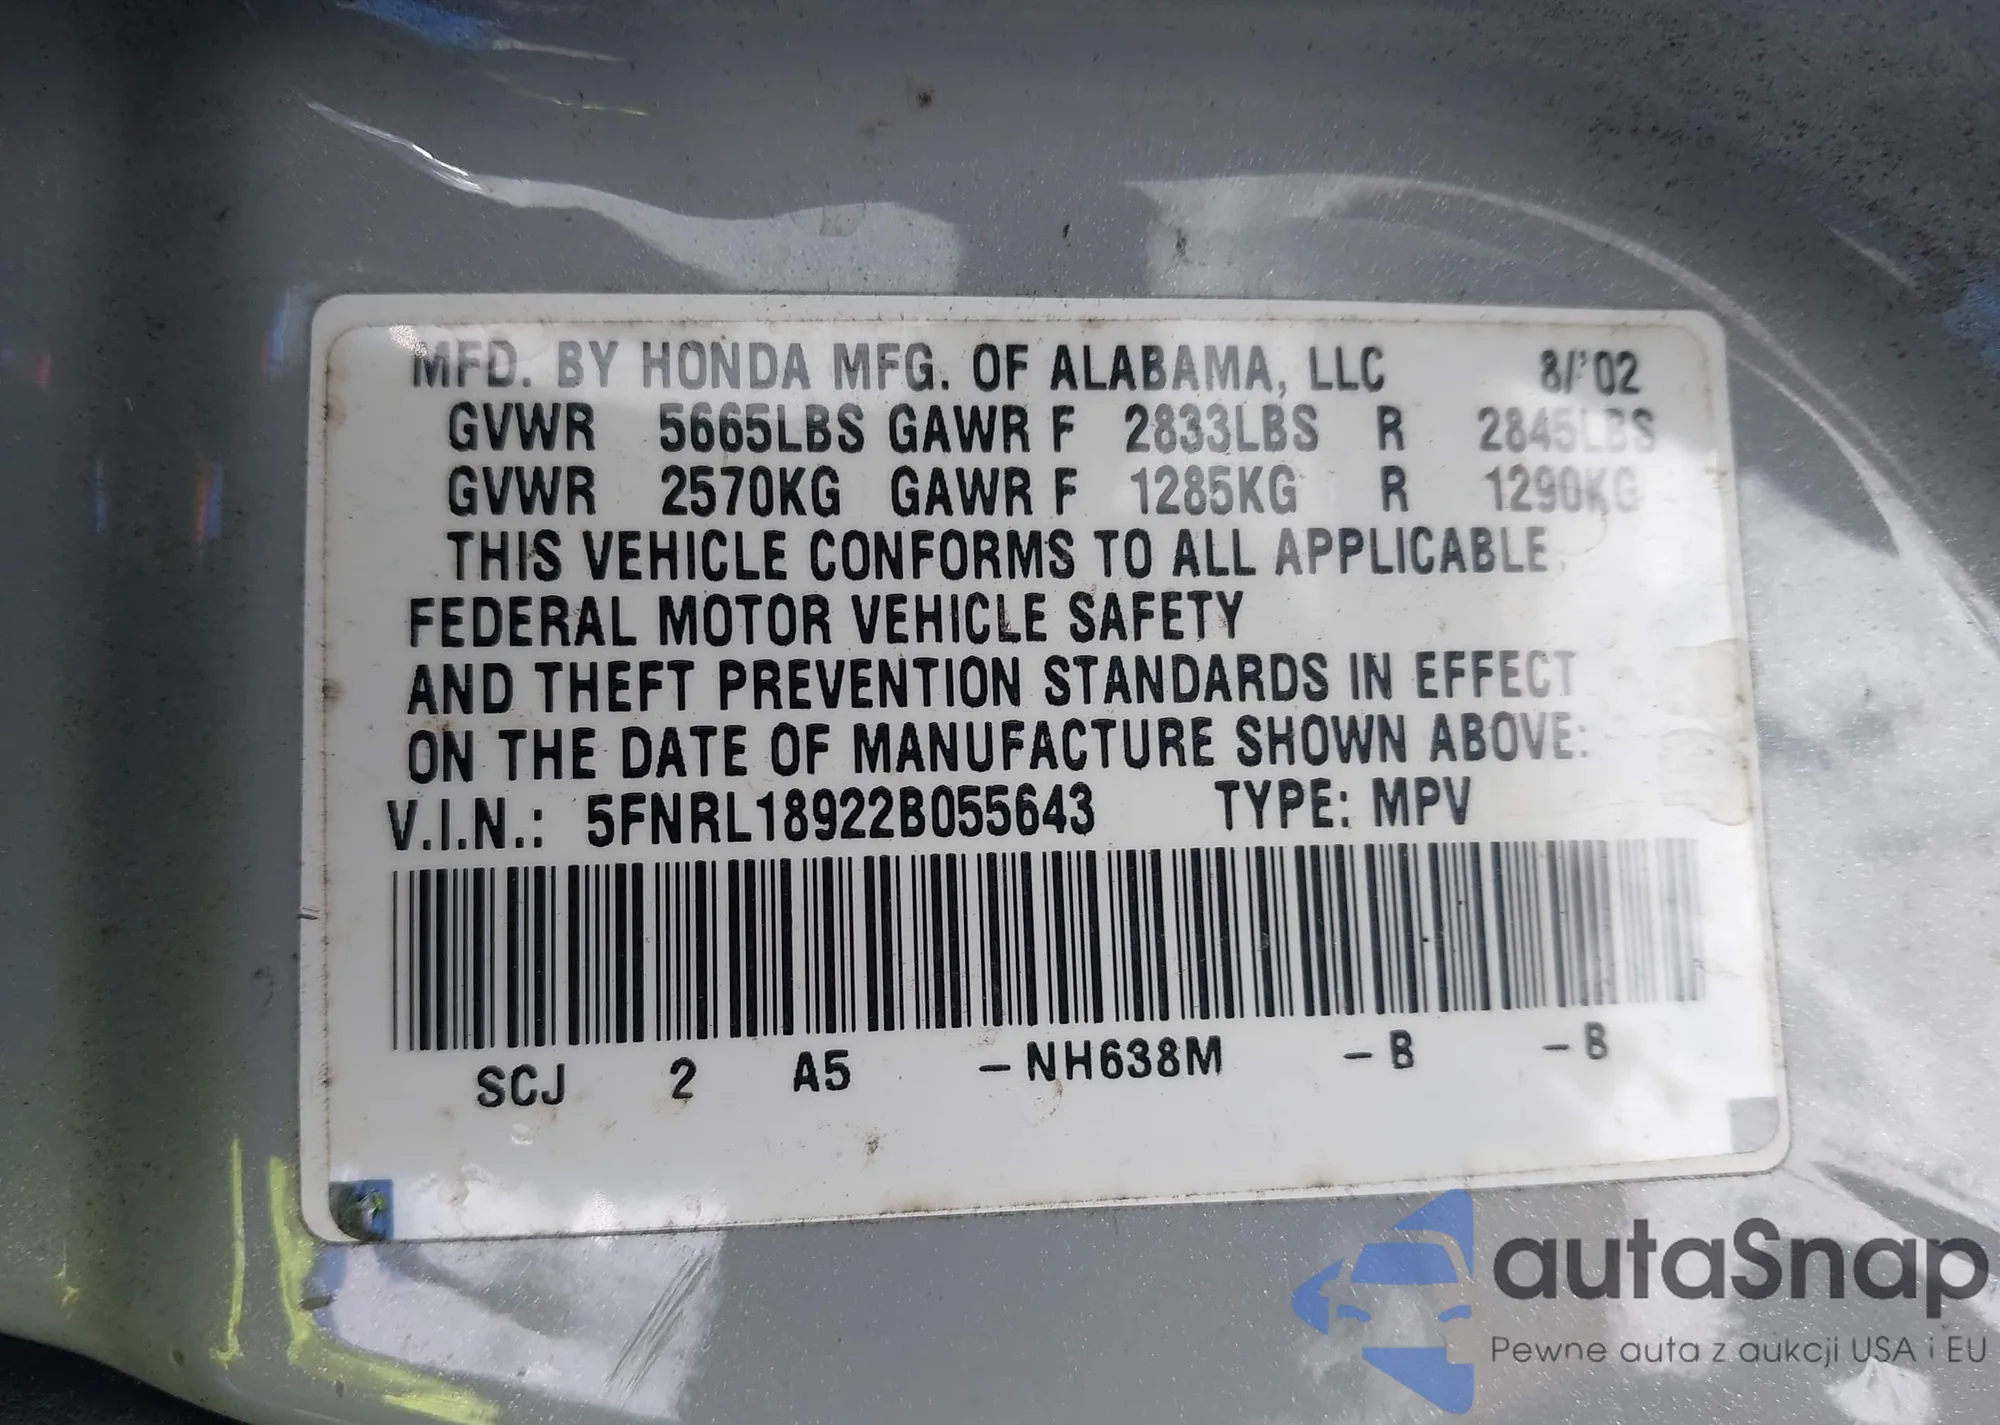 MFD. BY HONDA MFG. OF ALABAMA, LLC 8/'02
GVWR 5665LBS GAWR F 2833LBS R 2845LBS
GVWR 2570KG GAWR F 1285KG R 1290KG
THIS VEHICLE CONFORMS TO ALL APPLICABLE
FEDERAL MOTOR VEHICLE SAFETY
AND THEFT PREVENTION STANDARDS IN EFFECT
ON THE DATE OF MANUFACTURE SHOWN ABOVE:
V.I.N.: 5FNRL18922B055643 TYPE: MPV
SCJ 2 A5 -NH638M -B -B
autaSnap
Pewne auta z aukcji USA i EU